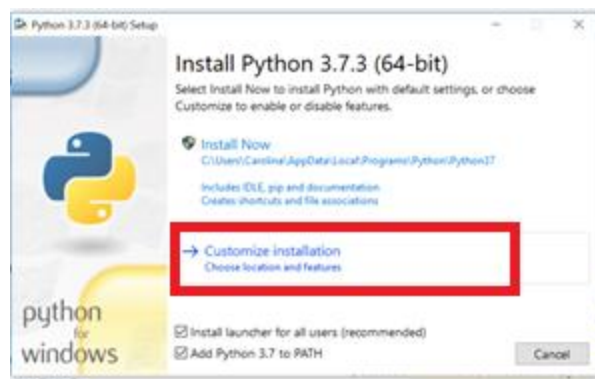 Python 3.7.3 (64-bit) Setup
Install Python 3.7.3 (64-bit)
Select Install Now to install Python with default settings, or choose
Customize to enable or disable features.
Install Now
C:\Users\Carolina\AppData\Local\Programs\Python\Python37
Includes IDLE, pip and documentation
Creates shortcuts and file associations
Customize installation
Choose location and features
Install launcher for all users (recommended)
Add Python 3.7 to PATH
Cancel
python
for
windows